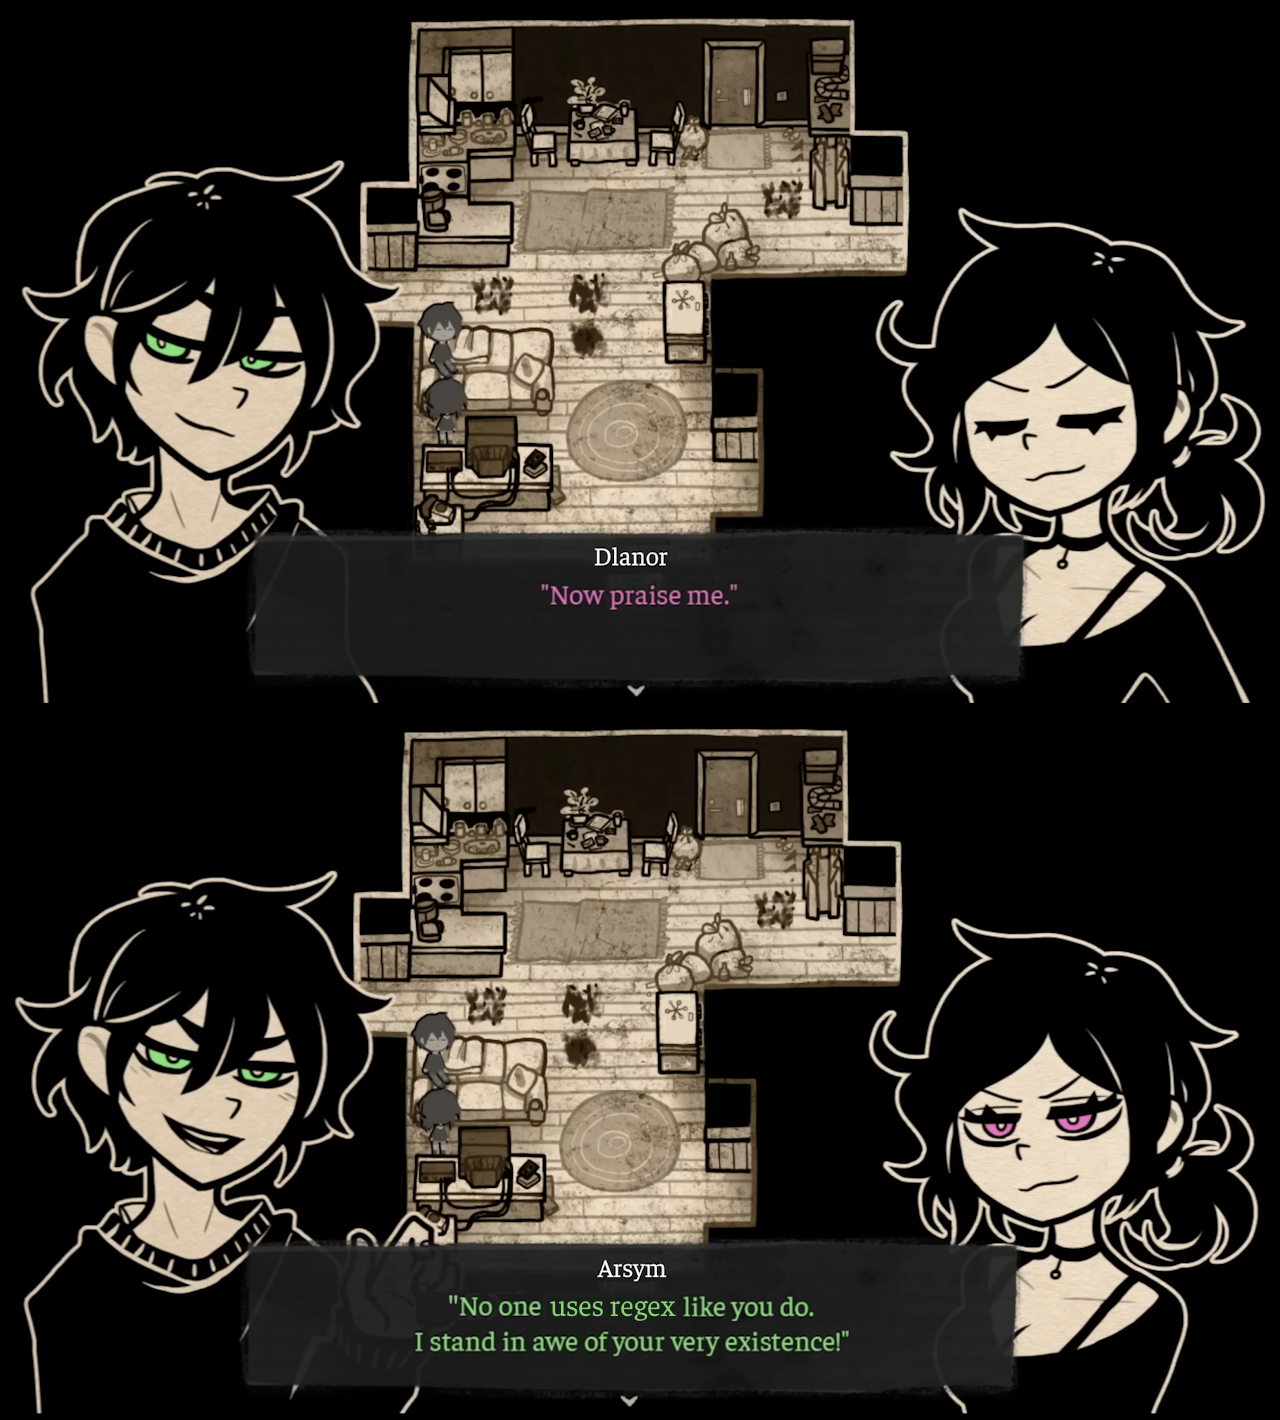 Dlanor
"Now praise me."
Arsym
"No one uses regex like you do.
I stand in awe of your very existence!"